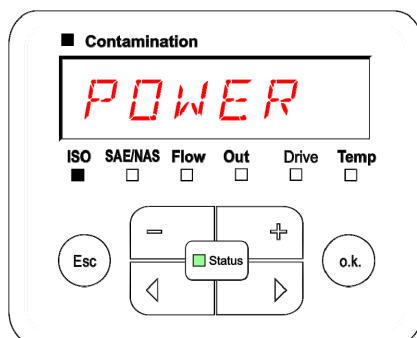 Contamination
POWER
ISO SAE/NAS Flow Out Drive Temp
- +
Esc Status o.k.